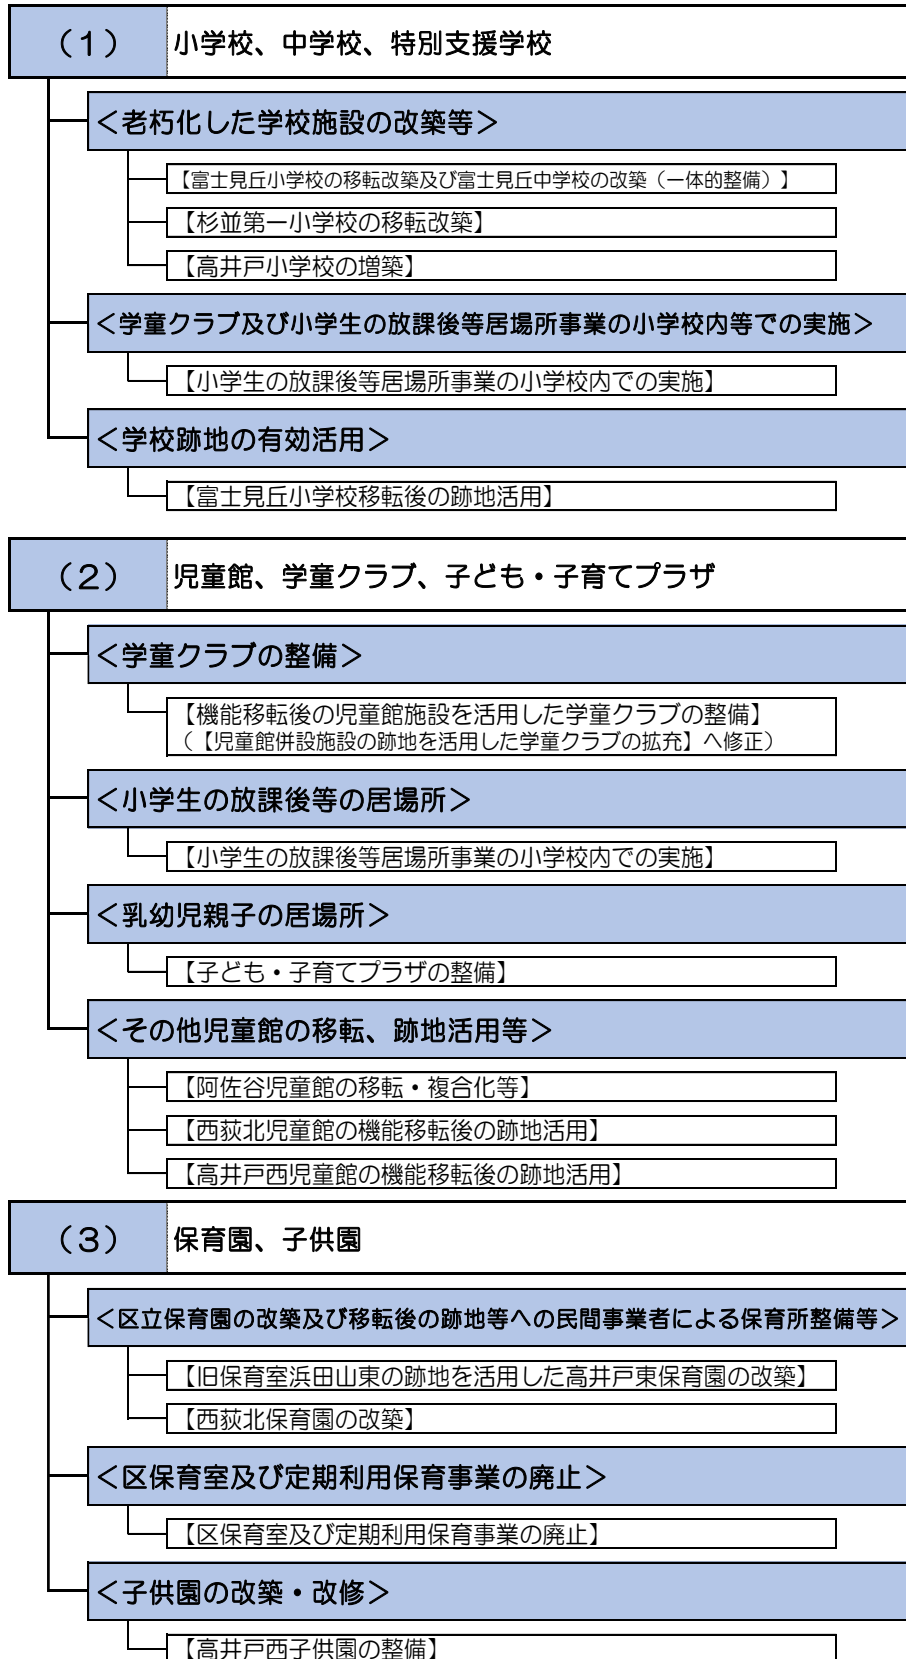 （１） 小学校、中学校、特別支援学校
＜老朽化した学校施設の改築等＞
【富士見丘小学校の移転改築及び富士見丘中学校の改築（一体的整備）】
【杉並第一小学校の移転改築】
【高井戸小学校の増築】
＜学童クラブ及び小学生の放課後等居場所事業の小学校内等での実施＞
【小学生の放課後等居場所事業の小学校内での実施】
＜学校跡地の有効活用＞
【富士見丘小学校移転後の跡地活用】
（２） 児童館、学童クラブ、子ども・子育てプラザ
＜学童クラブの整備＞
【機能移転後の児童館施設を活用した学童クラブの整備】
（【児童館併設施設の跡地を活用した学童クラブの拡充】へ修正）
＜小学生の放課後等の居場所＞
【小学生の放課後等居場所事業の小学校内での実施】
＜乳幼児親子の居場所＞
【子ども・子育てプラザの整備】
＜その他児童館の移転、跡地活用等＞
【阿佐谷児童館の移転・複合化等】
【西荻北児童館の機能移転後の跡地活用】
【高井戸西児童館の機能移転後の跡地活用】
（３） 保育園、子供園
＜区立保育園の改築及び移転後の跡地等への民間事業者による保育所整備等＞
【旧保育室浜田山東の跡地を活用した高井戸東保育園の改築】
【西荻北保育園の改築】
＜区保育室及び定期利用保育事業の廃止＞
【区保育室及び定期利用保育事業の廃止】
＜子供園の改築・改修＞
【高井戸西子供園の整備】